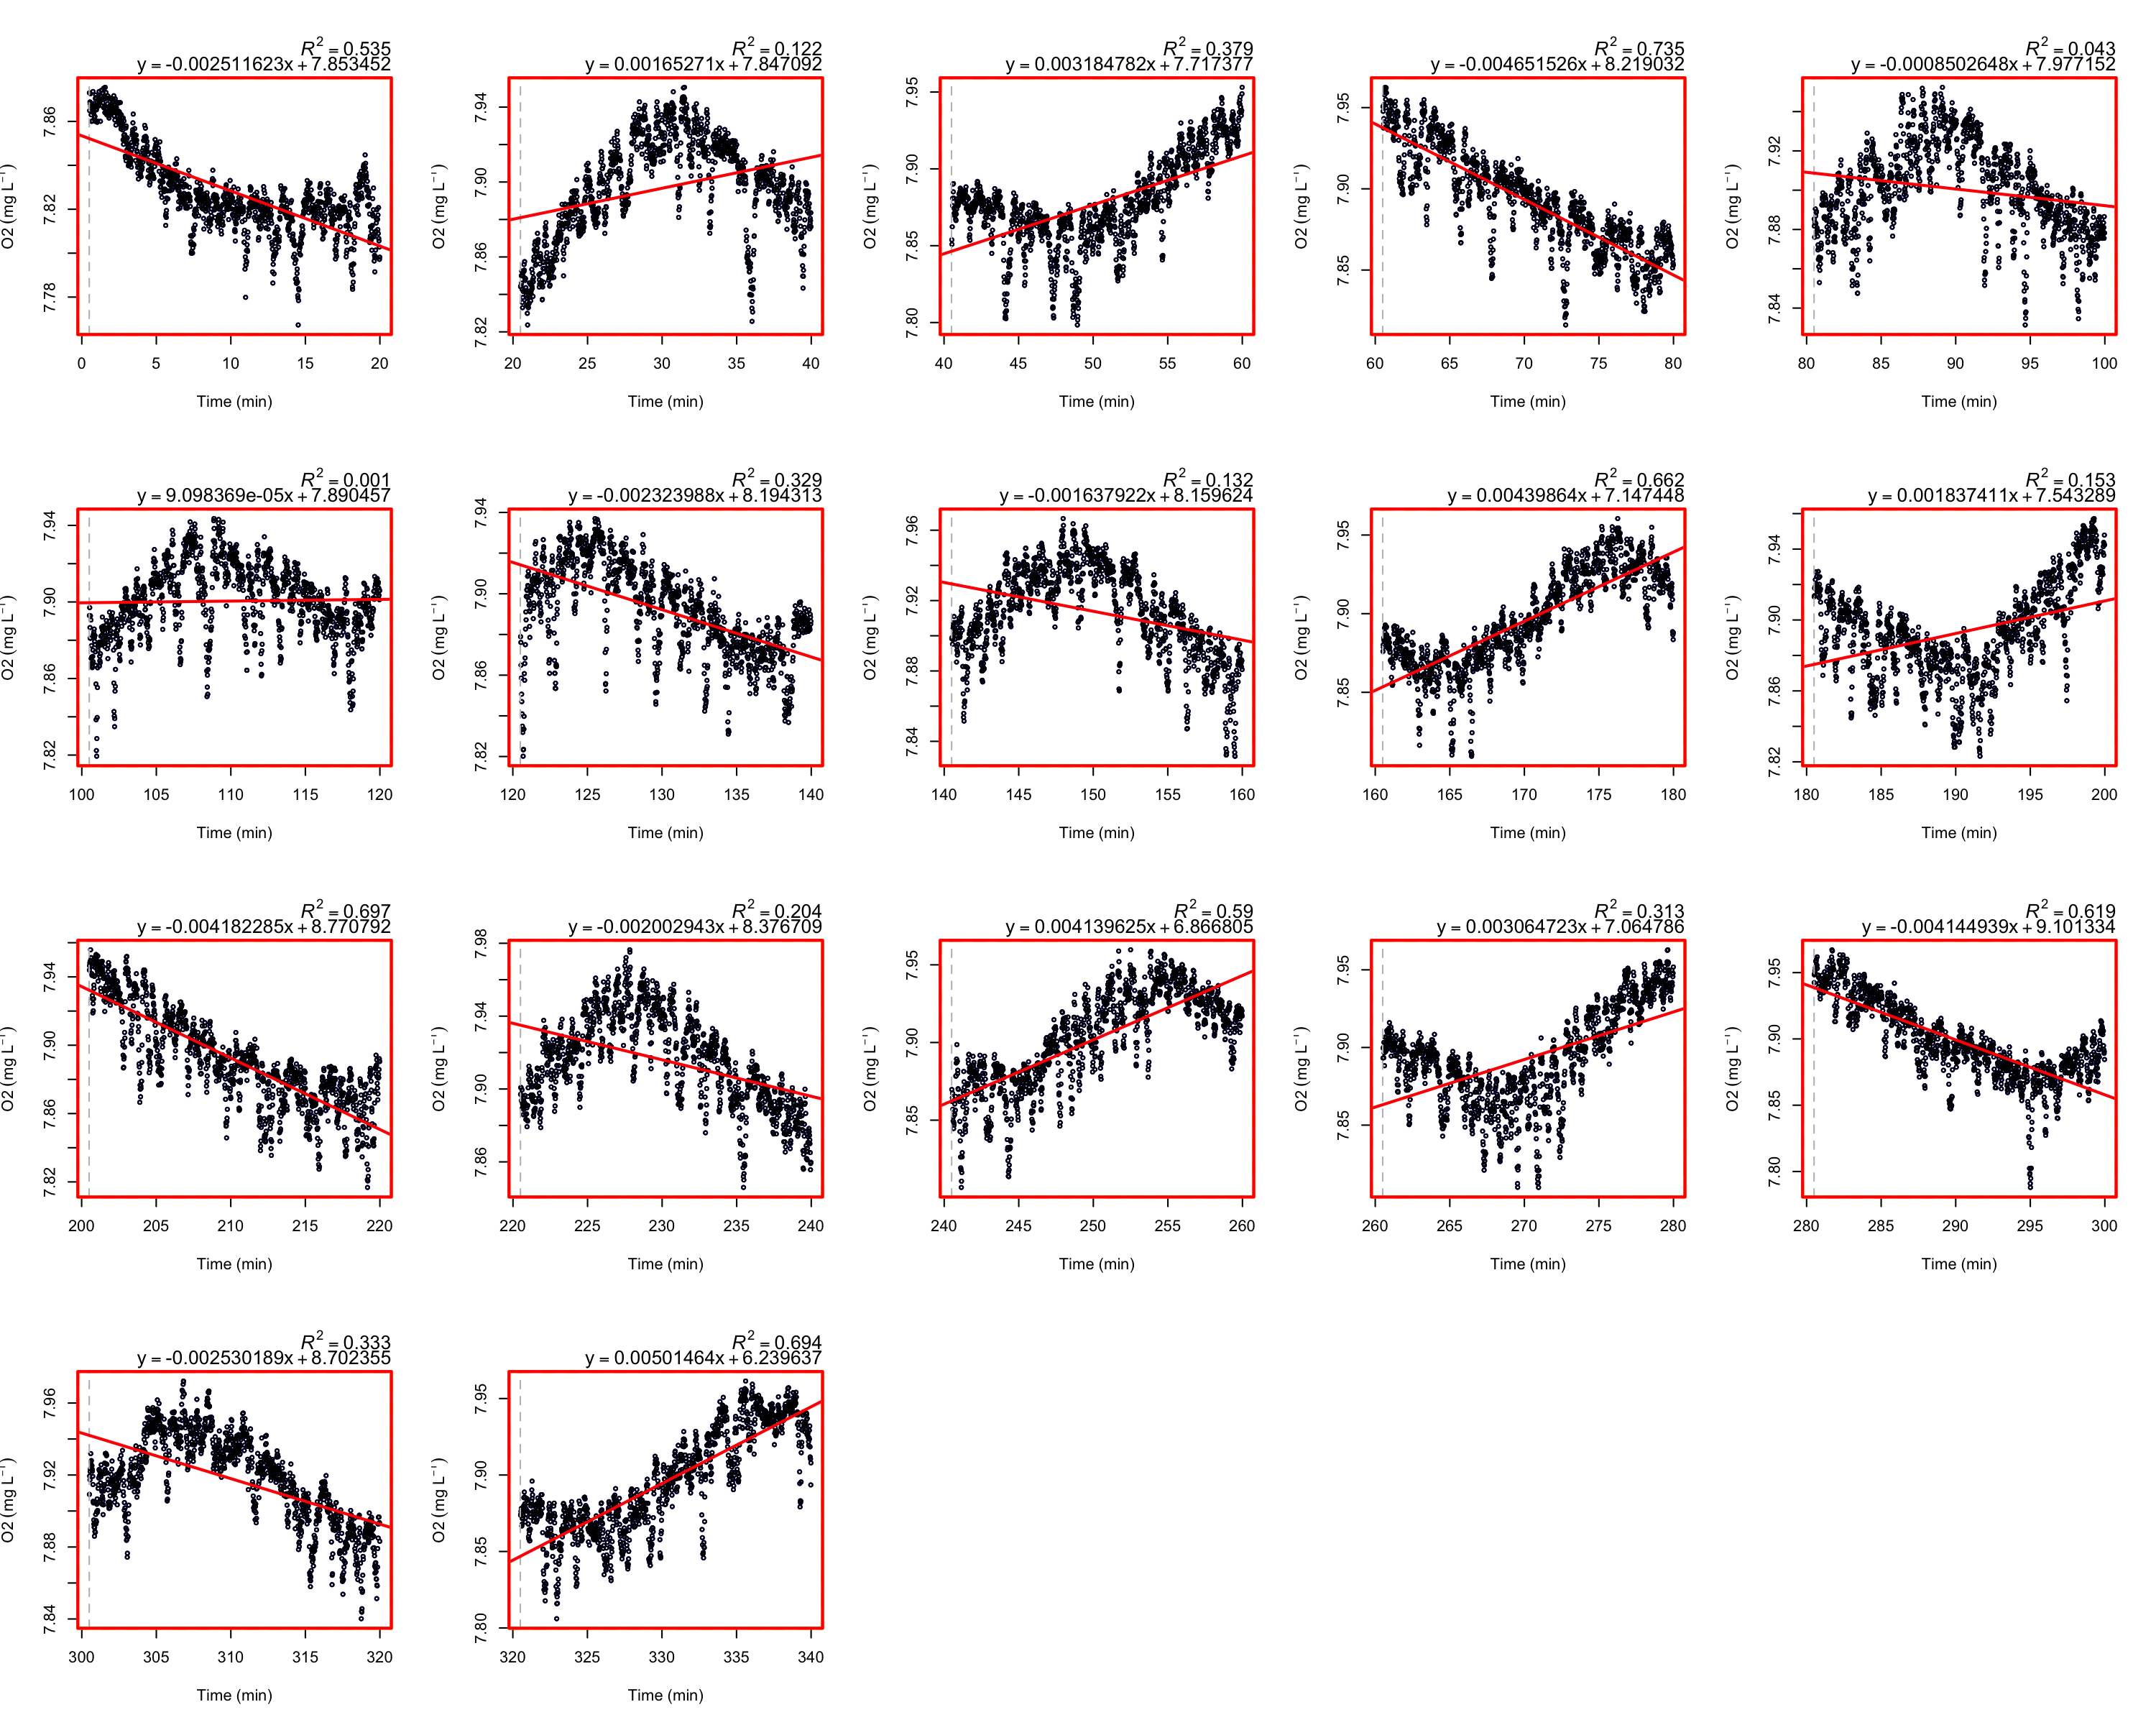 R² = 0.535
y = -0.002511623x + 7.853452
O2 (mg L⁻¹)
7.86
7.82
7.78
0 5 10 15 20
Time (min)
R² = 0.122
y = 0.00165271x + 7.847092
O2 (mg L⁻¹)
7.94
7.90
7.86
7.82
20 25 30 35 40
Time (min)
R² = 0.379
y = 0.003184782x + 7.717377
O2 (mg L⁻¹)
7.95
7.90
7.85
7.80
40 45 50 55 60
Time (min)
R² = 0.735
y = -0.004651526x + 8.219032
O2 (mg L⁻¹)
7.95
7.90
7.85
60 65 70 75 80
Time (min)
R² = 0.043
y = -0.0008502648x + 7.977152
O2 (mg L⁻¹)
7.92
7.88
7.84
80 85 90 95 100
Time (min)
R² = 0.001
y = 9.098369e-05x + 7.890457
O2 (mg L⁻¹)
7.94
7.90
7.86
7.82
100 105 110 115 120
Time (min)
R² = 0.329
y = -0.002323988x + 8.194313
O2 (mg L⁻¹)
7.94
7.90
7.86
7.82
120 125 130 135 140
Time (min)
R² = 0.132
y = -0.001637922x + 8.159624
O2 (mg L⁻¹)
7.96
7.92
7.88
7.84
140 145 150 155 160
Time (min)
R² = 0.662
y = 0.00439864x + 7.147448
O2 (mg L⁻¹)
7.95
7.90
7.85
160 165 170 175 180
Time (min)
R² = 0.153
y = 0.001837411x + 7.543289
O2 (mg L⁻¹)
7.94
7.90
7.86
7.82
180 185 190 195 200
Time (min)
R² = 0.697
y = -0.004182285x + 8.770792
O2 (mg L⁻¹)
7.94
7.90
7.86
7.82
200 205 210 215 220
Time (min)
R² = 0.204
y = -0.002002943x + 8.376709
O2 (mg L⁻¹)
7.98
7.94
7.90
7.86
220 225 230 235 240
Time (min)
R² = 0.59
y = 0.004139625x + 6.866805
O2 (mg L⁻¹)
7.95
7.90
7.85
240 245 250 255 260
Time (min)
R² = 0.313
y = 0.003064723x + 7.064786
O2 (mg L⁻¹)
7.95
7.90
7.85
260 265 270 275 280
Time (min)
R² = 0.619
y = -0.004144939x + 9.101334
O2 (mg L⁻¹)
7.95
7.90
7.85
7.80
280 285 290 295 300
Time (min)
R² = 0.333
y = -0.002530189x + 8.702355
O2 (mg L⁻¹)
7.96
7.92
7.88
7.84
300 305 310 315 320
Time (min)
R² = 0.694
y = 0.00501464x + 6.239637
O2 (mg L⁻¹)
7.95
7.90
7.85
7.80
320 325 330 335 340
Time (min)